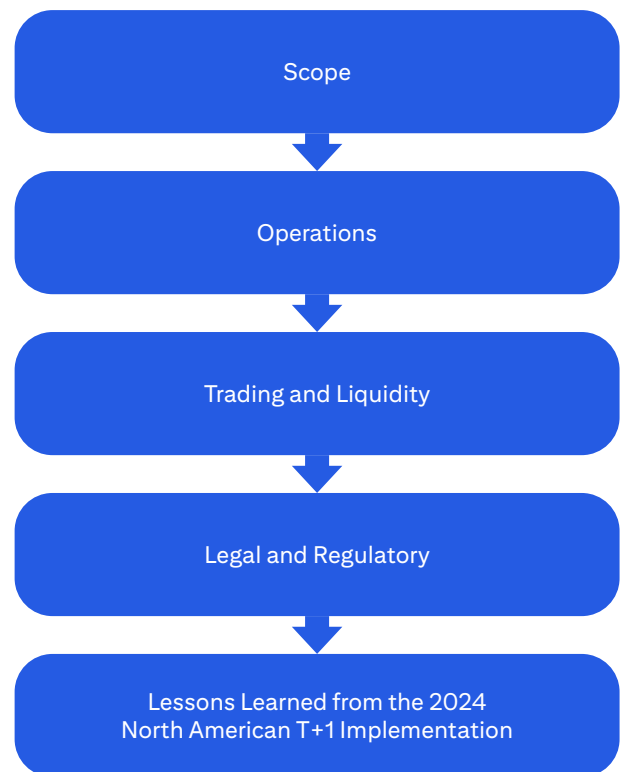 Scope
Operations
Trading and Liquidity
Legal and Regulatory
Lessons Learned from the 2024
North American T+1 Implementation